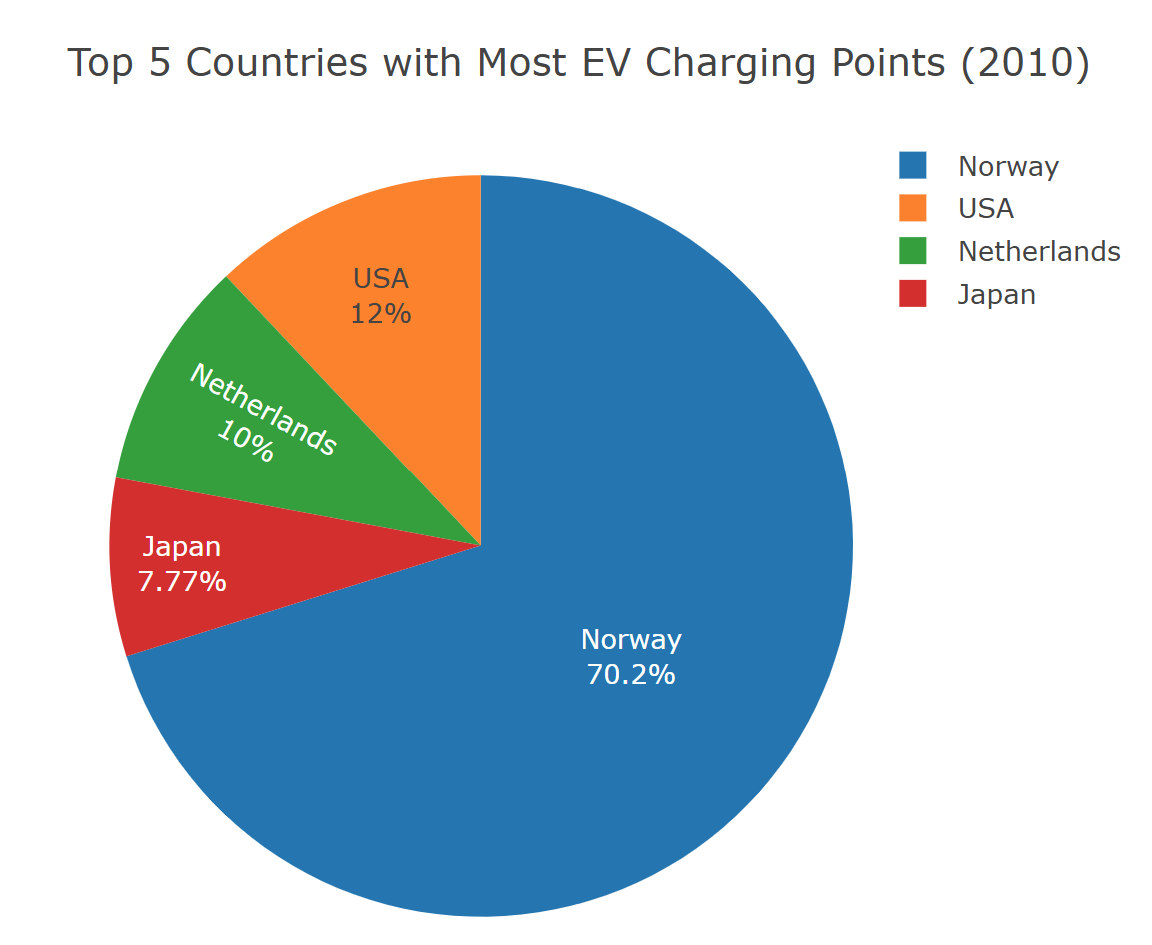 Top 5 Countries with Most EV Charging Points (2010)
Norway
USA
Netherlands
Japan
USA
12%
Netherlands
10%
Japan
7.77%
Norway
70.2%